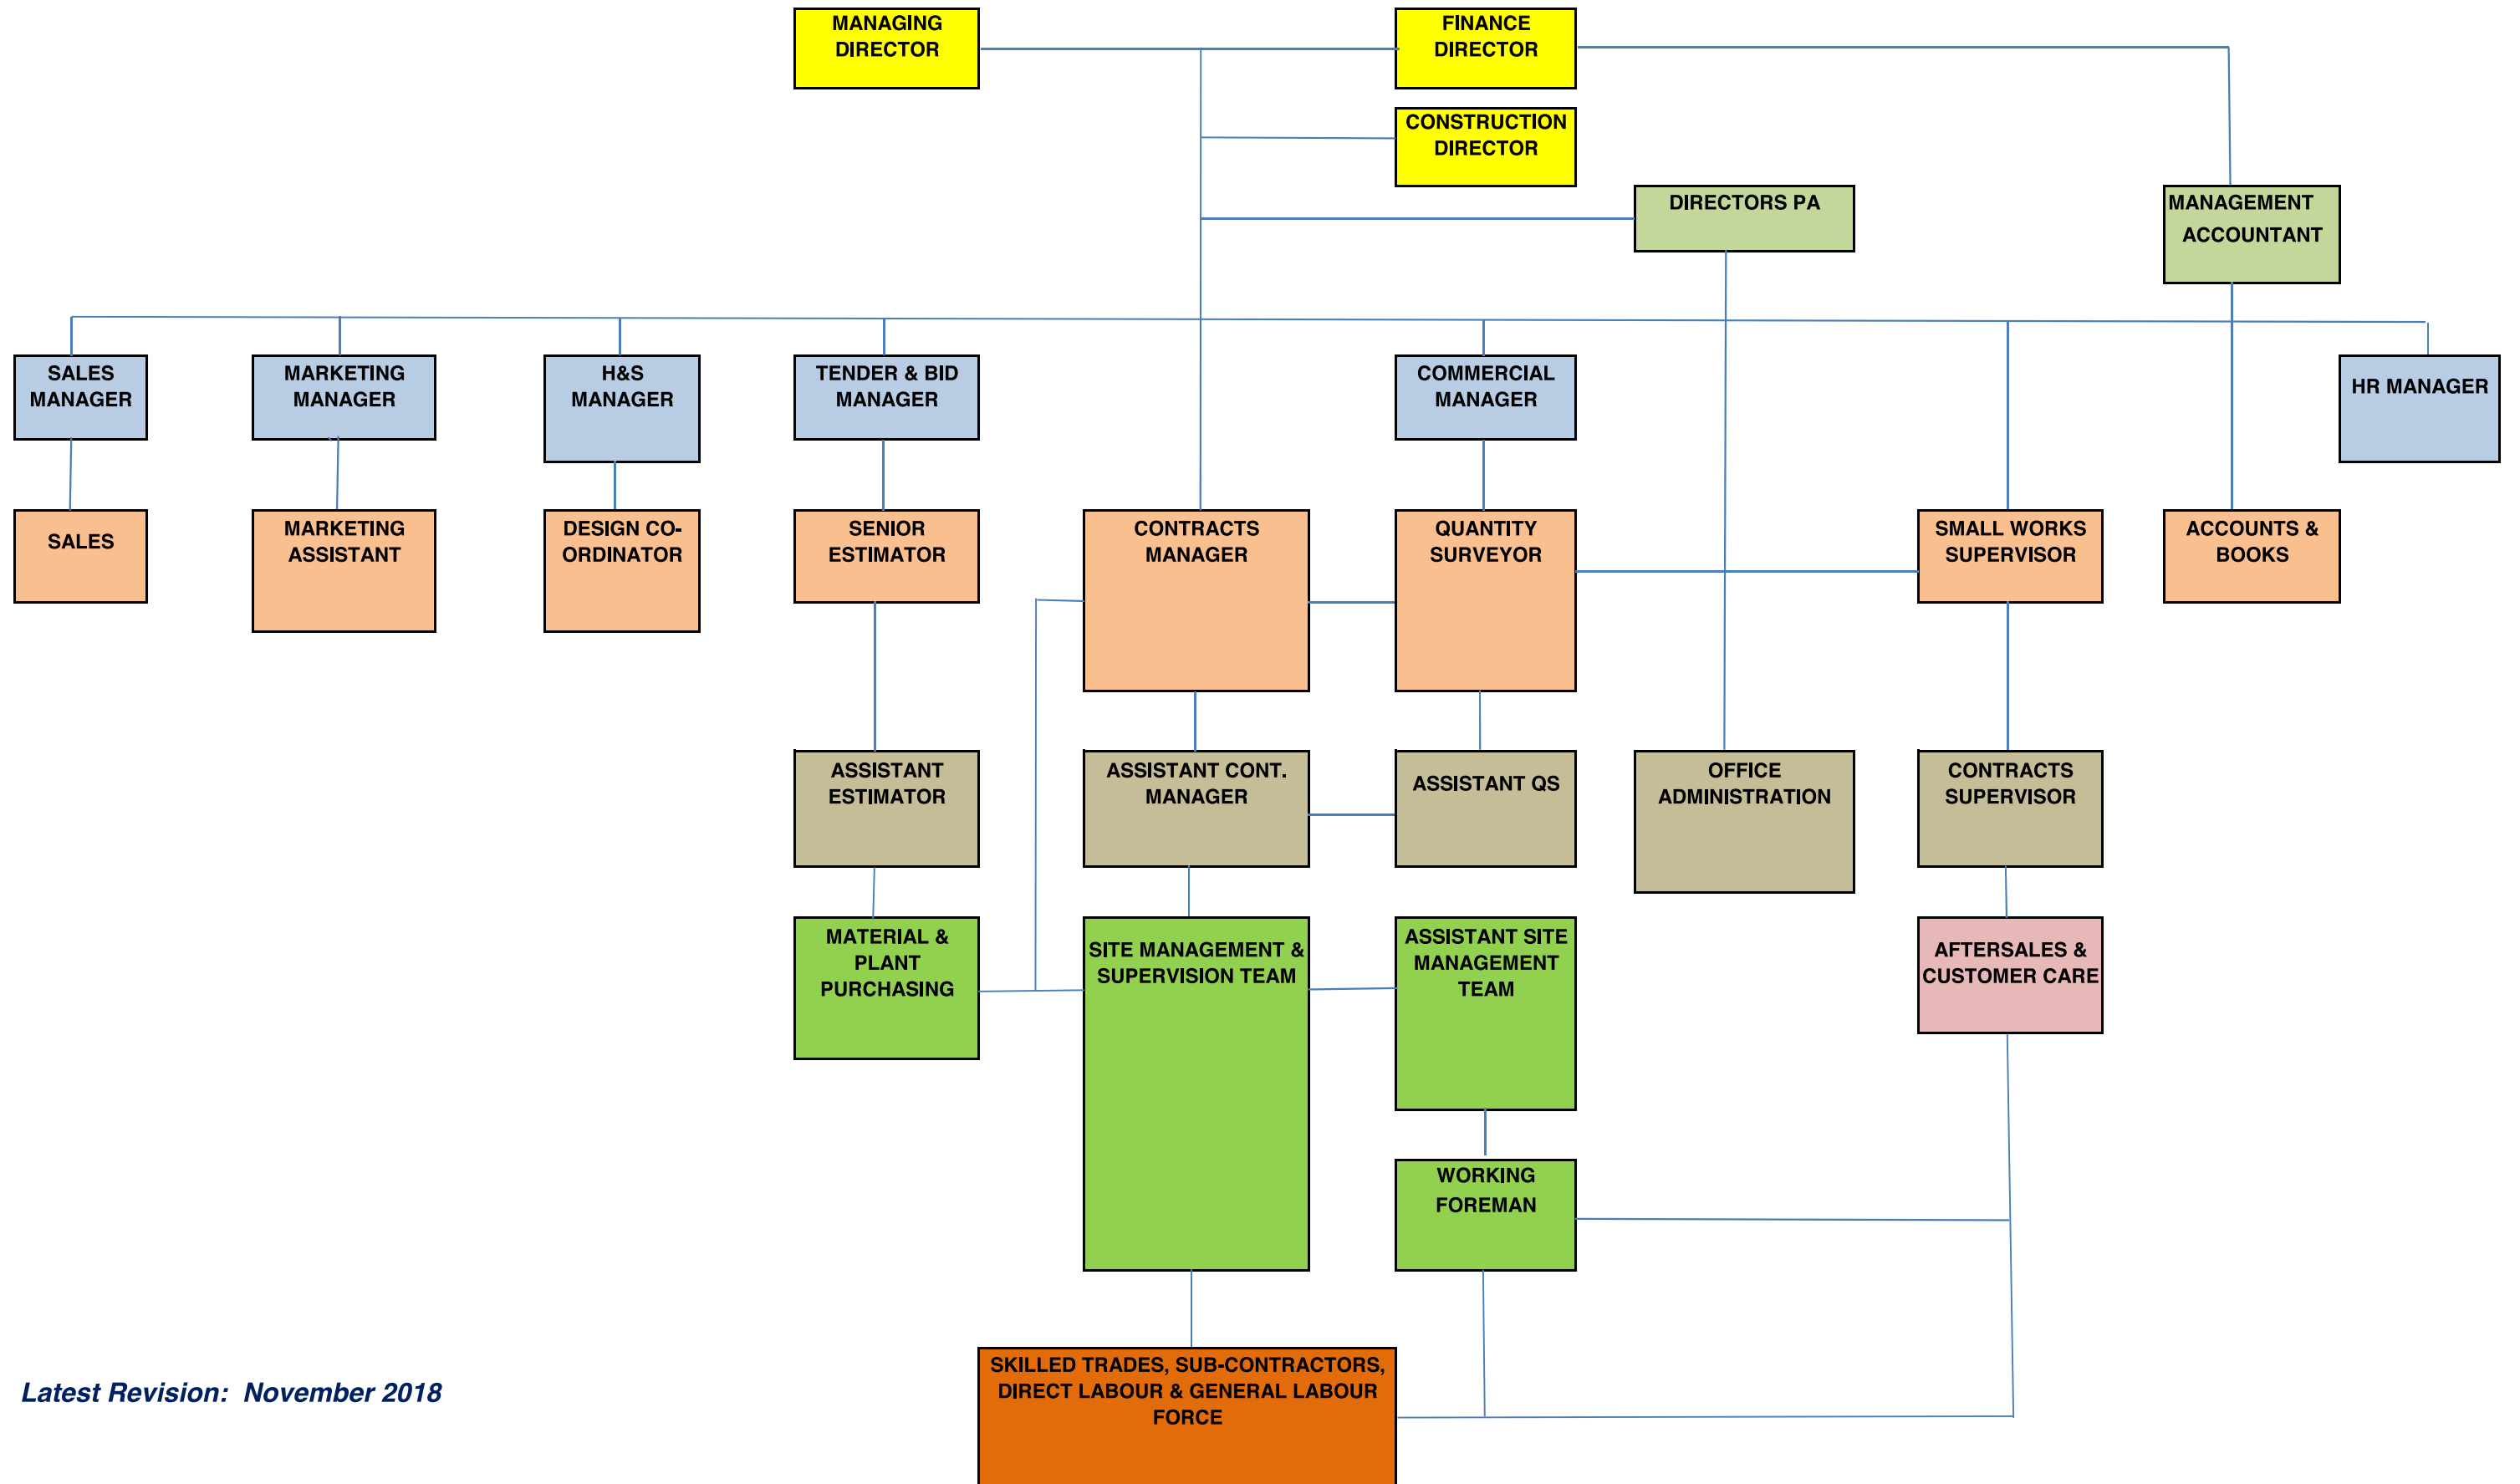 MANAGING
DIRECTOR
FINANCE
DIRECTOR
CONSTRUCTION
DIRECTOR
DIRECTORS PA
MANAGEMENT
ACCOUNTANT
SALES
MANAGER
MARKETING
MANAGER
H&S
MANAGER
TENDER & BID
MANAGER
COMMERCIAL
MANAGER
HR MANAGER
SALES
MARKETING
ASSISTANT
DESIGN CO-
ORDINATOR
SENIOR
ESTIMATOR
CONTRACTS
MANAGER
QUANTITY
SURVEYOR
SMALL WORKS
SUPERVISOR
ACCOUNTS &
BOOKS
ASSISTANT
ESTIMATOR
ASSISTANT CONT.
MANAGER
ASSISTANT QS
OFFICE
ADMINISTRATION
CONTRACTS
SUPERVISOR
MATERIAL &
PLANT
PURCHASING
SITE MANAGEMENT &
SUPERVISION TEAM
ASSISTANT SITE
MANAGEMENT
TEAM
AFTERSALES &
CUSTOMER CARE
WORKING
FOREMAN
SKILLED TRADES, SUB-CONTRACTORS,
DIRECT LABOUR & GENERAL LABOUR
FORCE
Latest Revision: November 2018